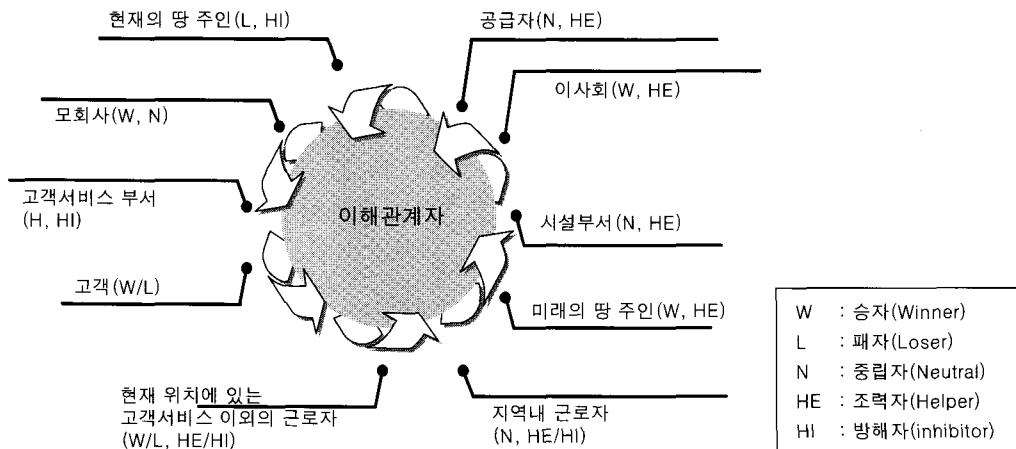 현재의 땅 주인(L, HI)
공급자(N, HE)
이사회(W, HE)
모회사(W, N)
고객서비스 부서
(H, HI)
이해관계자
시설부서(N, HE)
고객(W/L)
미래의 땅 주인(W, HE)
현재 위치에 있는
고객서비스 이외의 근로자
(W/L, HE/HI)
지역내 근로자
(N, HE/HI)
W : 승자(Winner)
L : 패자(Loser)
N : 중립자(Neutral)
HE : 조력자(Helper)
HI : 방해자(inhibitor)